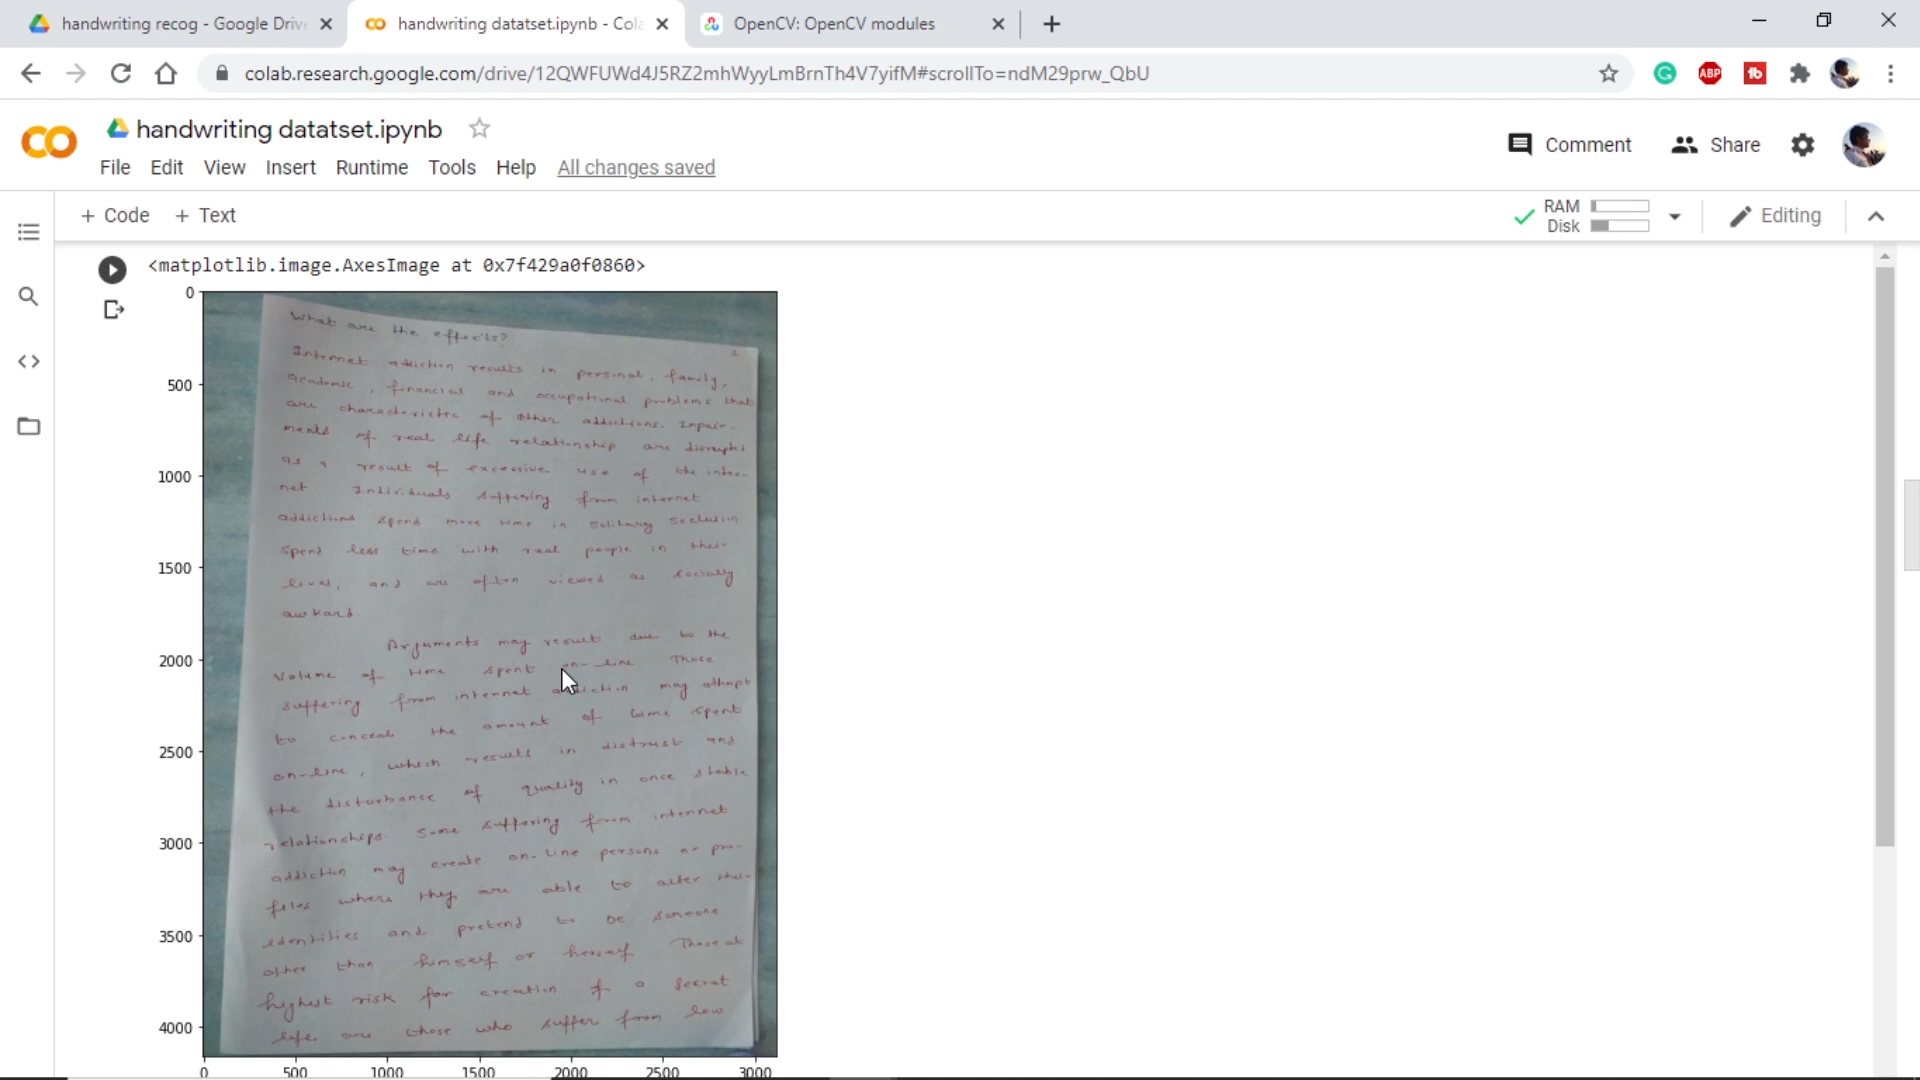 handwriting recog - Google Drive
handwriting datatset.ipynb - Cola
OpenCV: OpenCV modules
colab.research.google.com/drive/12QWFUWd4J5RZ2mhWyyLmBrnTh4V7yifM#scrollTo=ndM29prw_QbU
ABP
handwriting datatset.ipynb
Comment
Share
File Edit View Insert Runtime Tools Help All changes saved
+ Code + Text
RAM
Disk
Editing
<matplotlib.image.AxesImage at 0x7f429a0f0860>
What are the effects?
Internet addiction results in personal, family,
academic, financial and occupational problems that
are characteristic of other addictions. Impair-
ments of real life relationship are disrupted
as a result of excessive use of the inter-
net Individuals suffering from internet
addictions spend more time in solitary seclusion
spend less time with real people in their
lives, and are often viewed as socially
awkard.
Arguments may result due to the
Volume of time spent on-line Those
suffering from internet addiction may attempt
to conceal the amount of time spent
on-line, which results in distrust and
the disturbance of quality in once stable
relationships. Some suffering from internet
addiction may create on-line persona or pro-
files where they are able to alter their
identities and pretend to be someone
other than himself or herself Those at
highest risk for creation of a secret
life are those who suffer from low
0
500
1000
1500
2000
2500
3000
3500
4000
0 500 1000 1500 2000 2500 3000